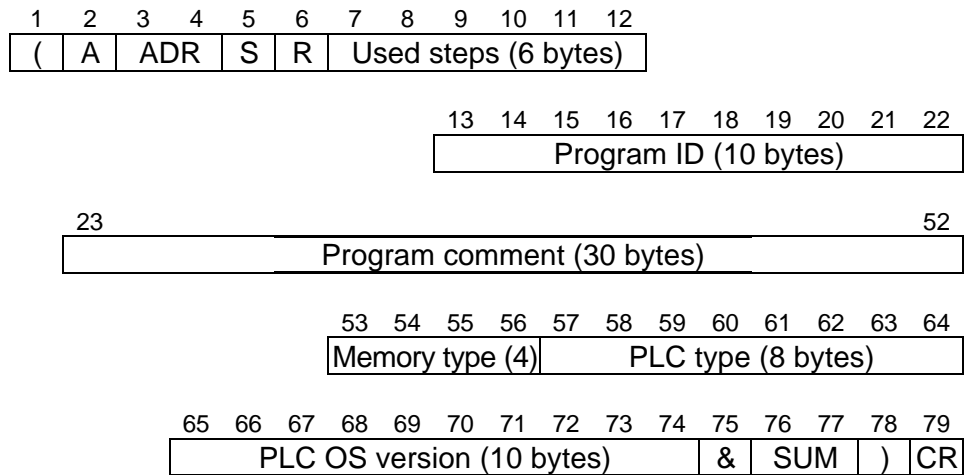 1 2 3 4 5 6 7 8 9 10 11 12
( A ADR S R Used steps (6 bytes)
13 14 15 16 17 18 19 20 21 22
Program ID (10 bytes)
23 52
Program comment (30 bytes)
53 54 55 56 57 58 59 60 61 62 63 64
Memory type (4) PLC type (8 bytes)
65 66 67 68 69 70 71 72 73 74 75 76 77 78 79
PLC OS version (10 bytes) & SUM ) CR